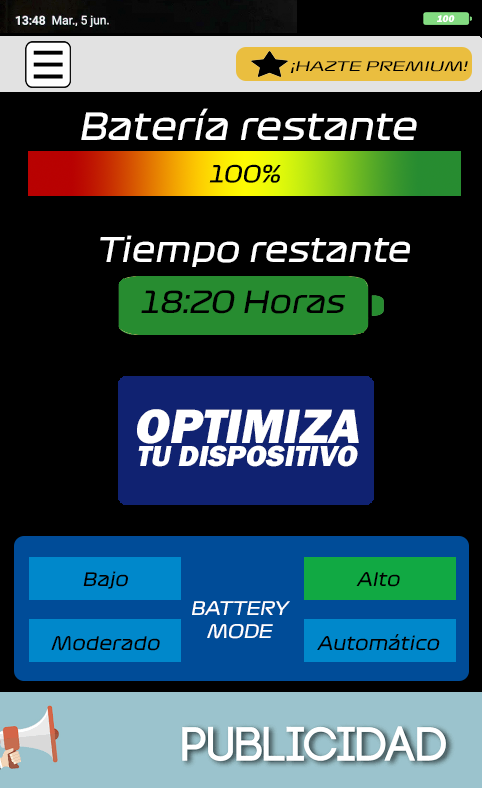 13:48 Mar., 5 jun.
100
¡HAZTE PREMIUM!
Batería restante
100%
Tiempo restante
18:20 Horas
OPTIMIZA
TU DISPOSITIVO
Bajo
Alto
BATTERY
MODE
Moderado
Automático
PUBLICIDAD